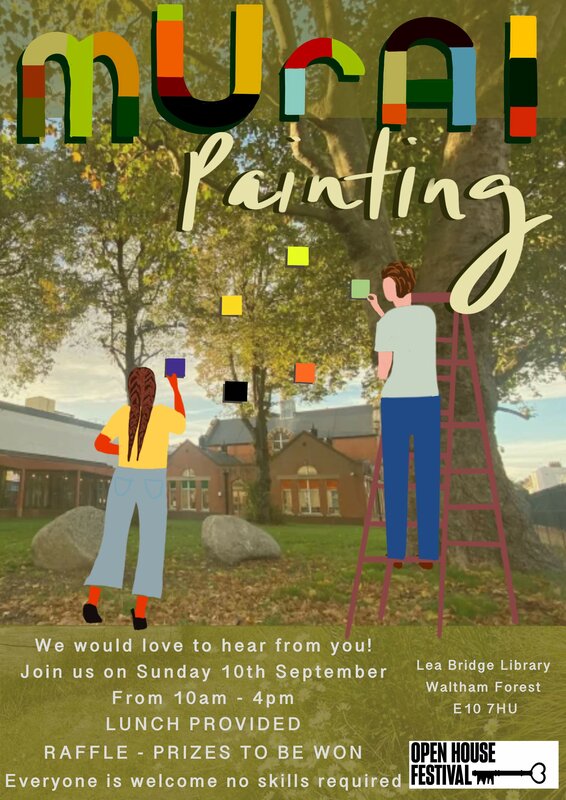 mUrAl
Painting
We would love to hear from you!
Join us on Sunday 10th September
From 10am - 4pm
LUNCH PROVIDED
RAFFLE - PRIZES TO BE WON
Everyone is welcome no skills required
Lea Bridge Library
Waltham Forest
E10 7HU
OPEN HOUSE
FESTIVAL